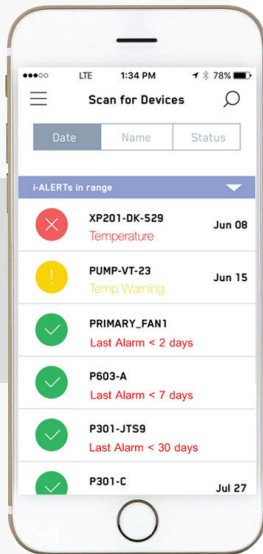 LTE 1:34 PM 78%
Scan for Devices
Date Name Status
i-ALERTs in range
XP201-DK-529
Temperature Jun 08
PUMP-VT-23
Temp Warning Jun 15
PRIMARY_FAN1
Last Alarm < 2 days
P603-A
Last Alarm < 7 days
P301-JTS9
Last Alarm < 30 days
P301-C Jul 27